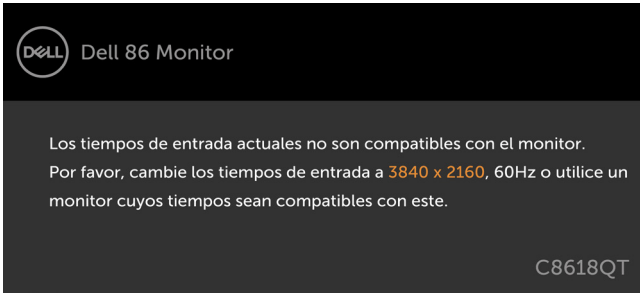 DELL
Dell 86 Monitor
Los tiempos de entrada actuales no son compatibles con el monitor.
Por favor, cambie los tiempos de entrada a 3840 x 2160, 60Hz o utilice un
monitor cuyos tiempos sean compatibles con este.
C8618QT